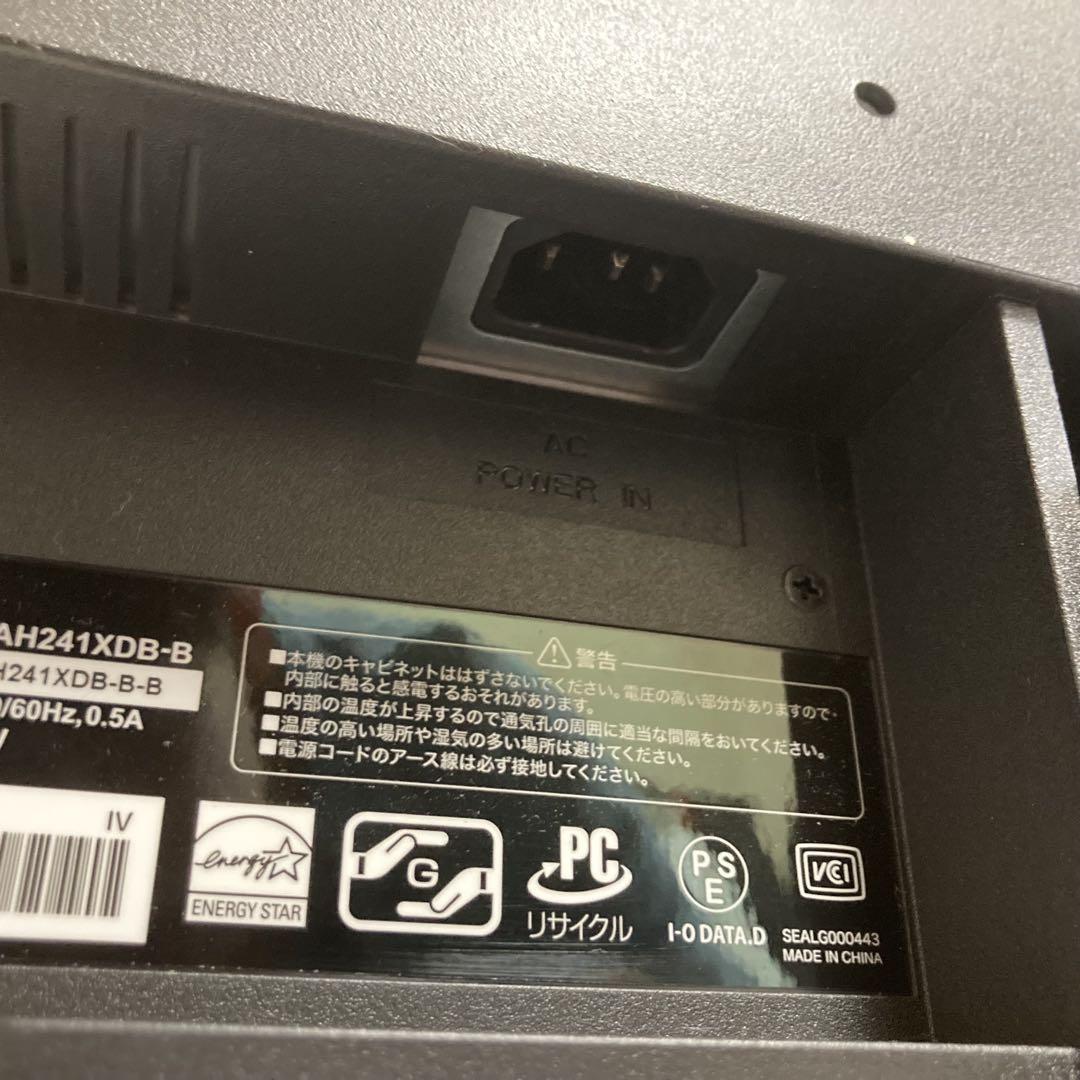 AC
POWER IN
AH241XDB-B
H241XDB-B-B
/60Hz,0.5A
警告
■本機のキャビネットははずさないでください。電圧の高い部分がありますので・
内部に触ると感電するおそれがあります。
■内部の温度が上昇するので通気孔の周囲に適当な間隔をおいてください。
■温度の高い場所や湿気の多い場所は避けてください。
■電源コードのアース線は必ず接地してください。
IV
energy
ENERGY STAR
G
PC
リサイクル
PS
E
I-O DATA.D
VCI
SEALG000443
MADE IN CHINA